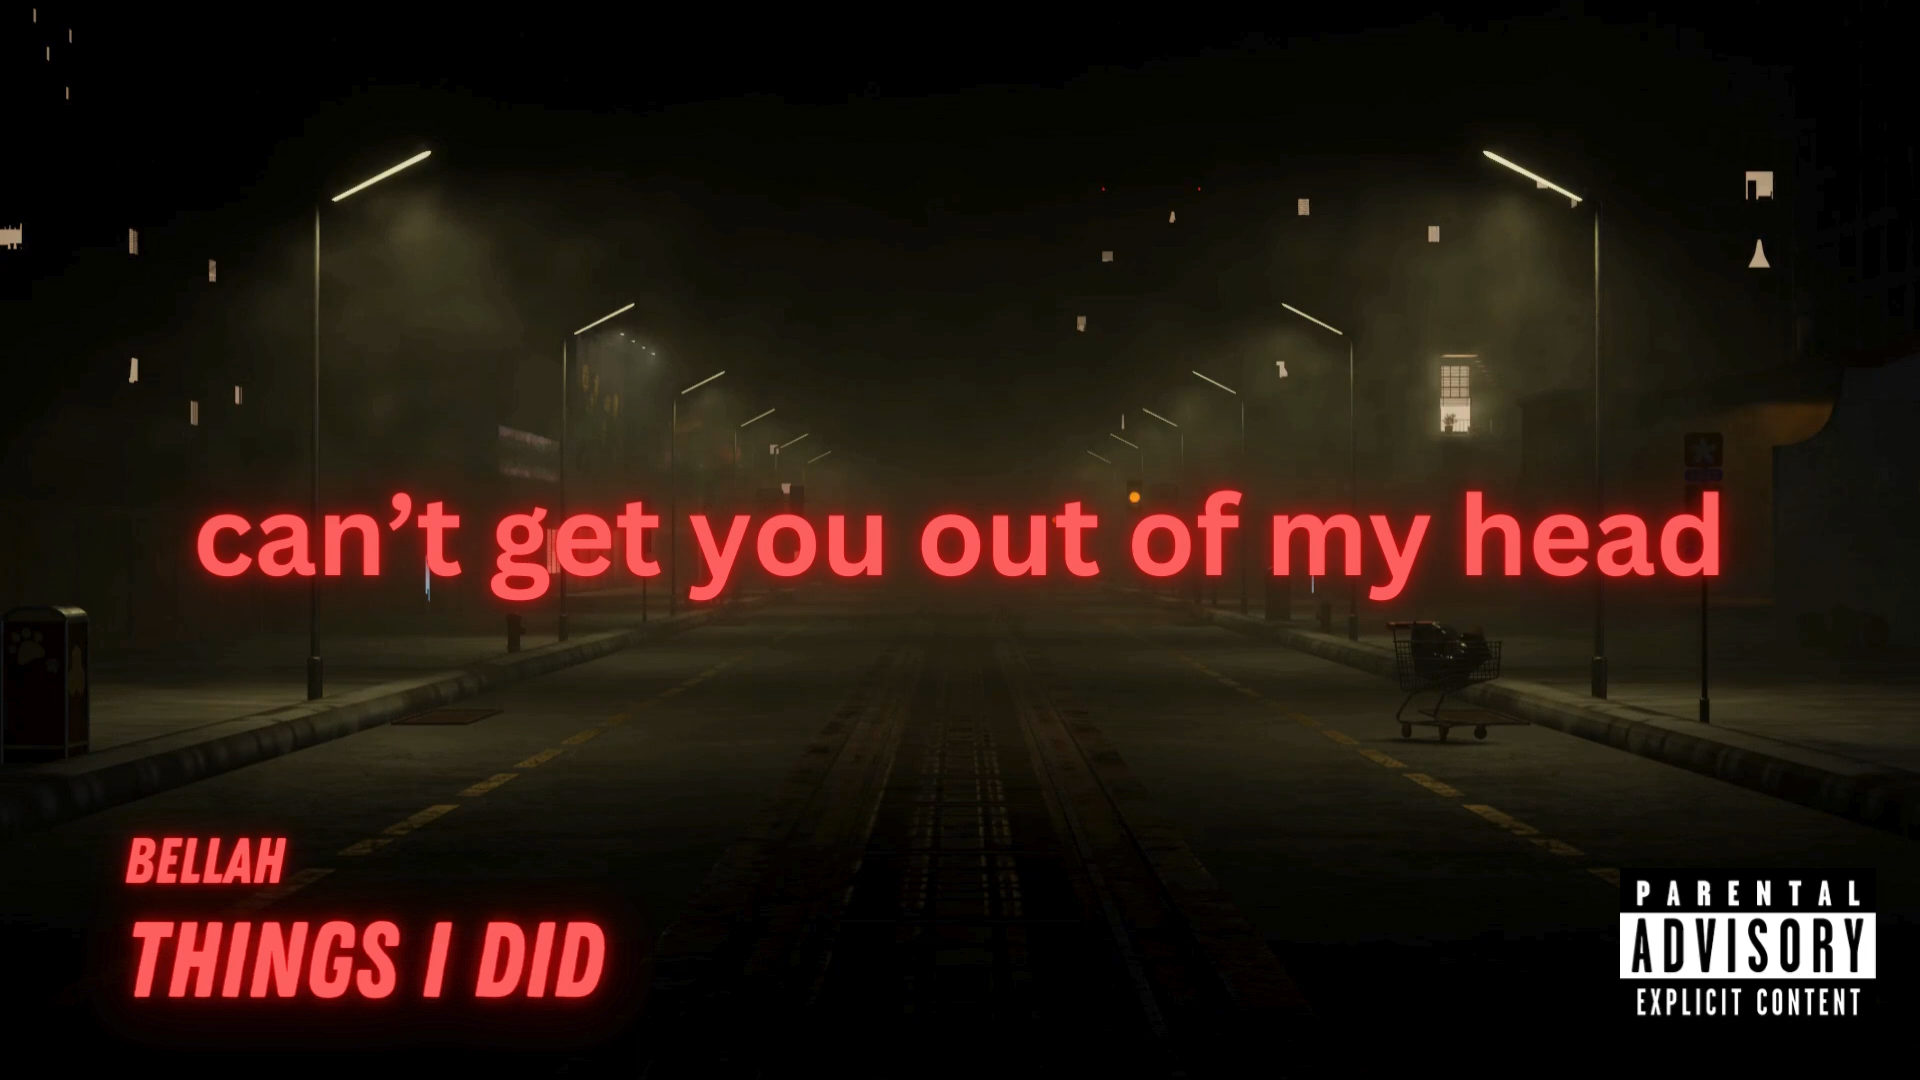 can’t get you out of my head
BELLAH
THINGS I DID
PARENTAL
ADVISORY
EXPLICIT CONTENT